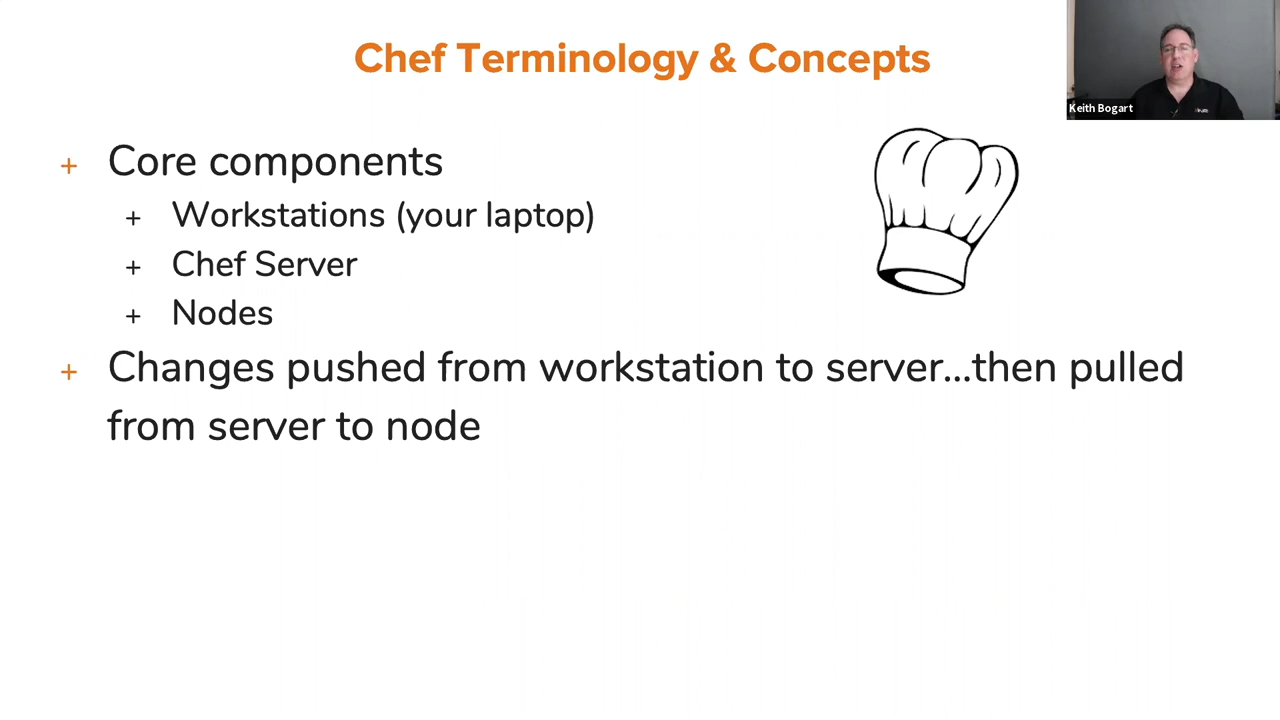 Chef Terminology & Concepts
Keith Bogart
+ Core components
+ Workstations (your laptop)
+ Chef Server
+ Nodes
+ Changes pushed from workstation to server...then pulled
from server to node